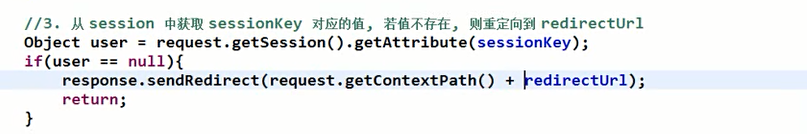 //3. 从 session 中获取 sessionKey 对应的值, 若值不存在, 则重定向到 redirectUrl
Object user = request.getSession().getAttribute(sessionKey);
if(user == null){
    response.sendRedirect(request.getContextPath() + redirectUrl);
    return;
}